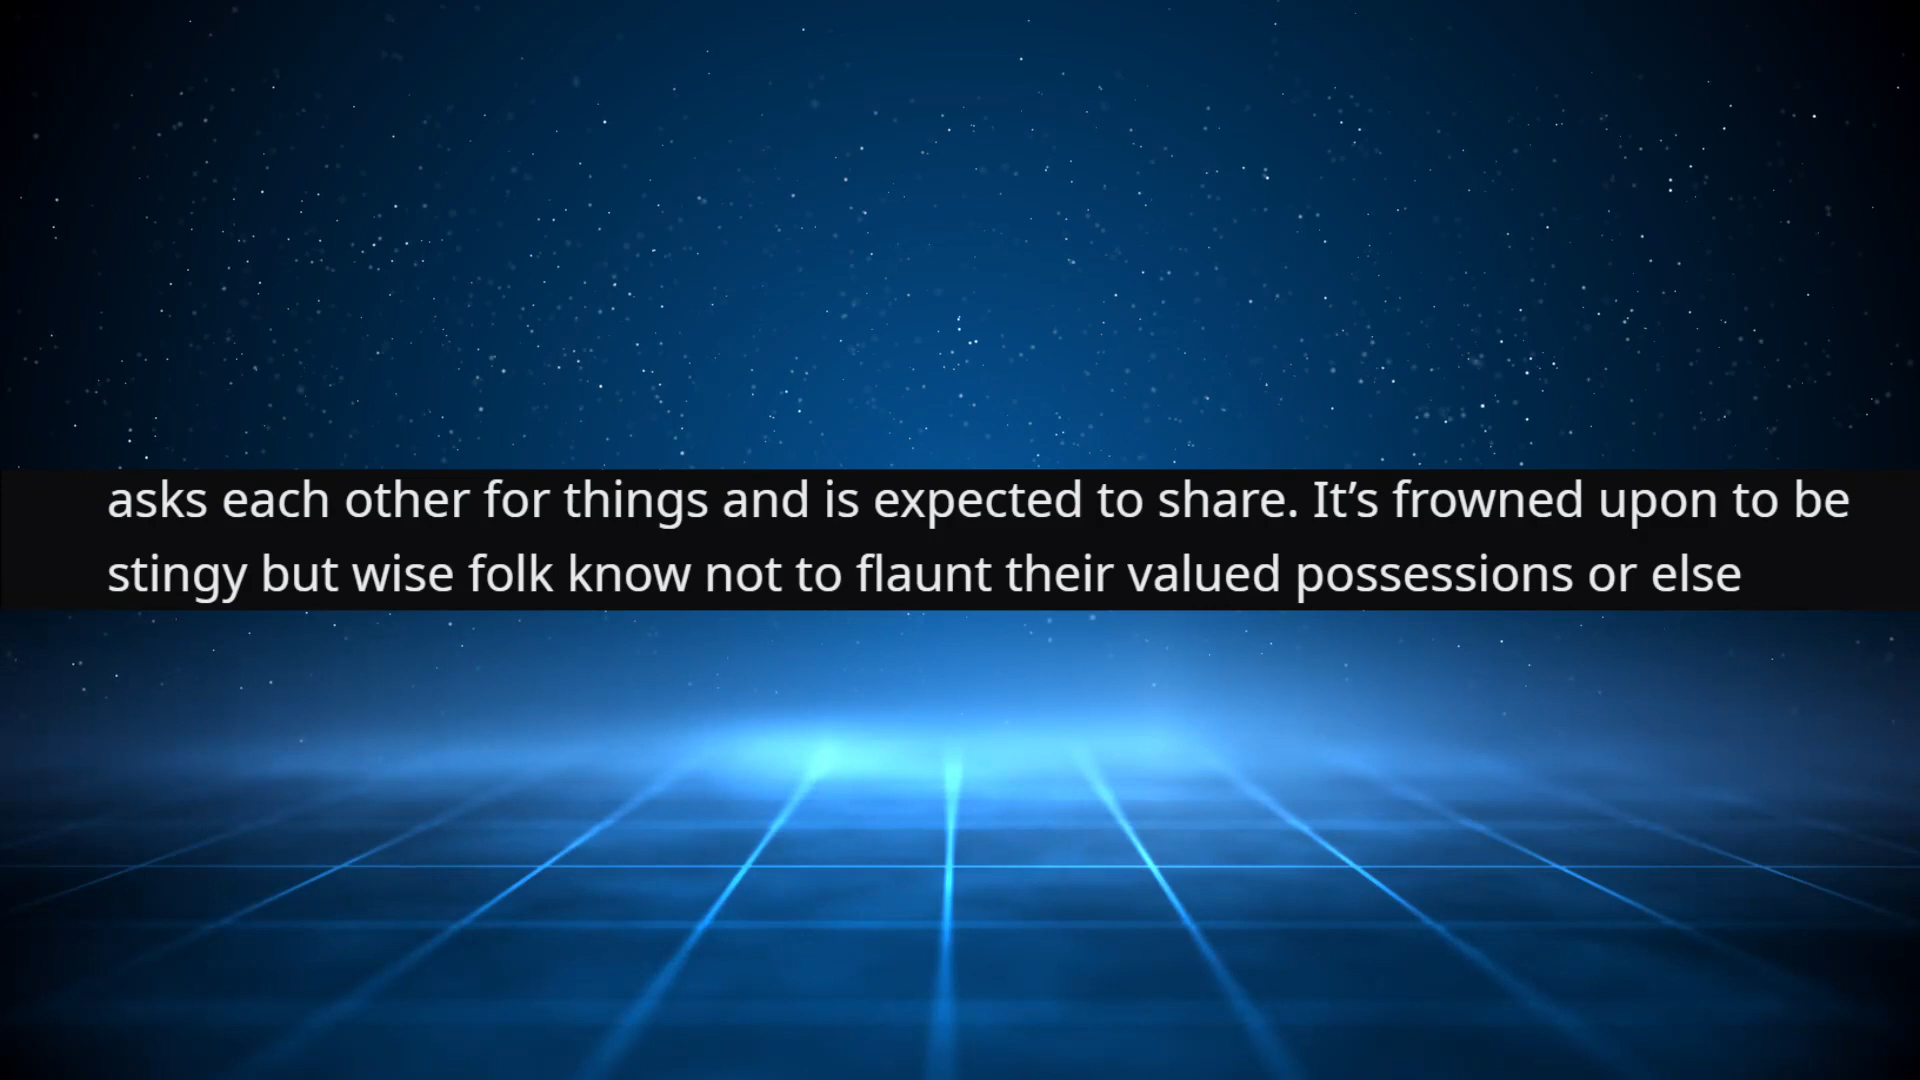 asks each other for things and is expected to share. It’s frowned upon to be
stingy but wise folk know not to flaunt their valued possessions or else